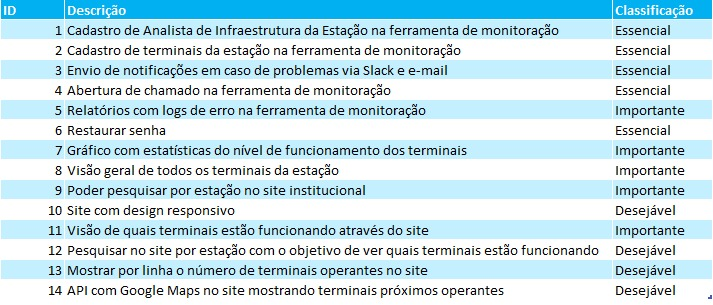 ID Descrição Classificação
1 Cadastro de Analista de Infraestrutura da Estação na ferramenta de monitoração Essencial
2 Cadastro de terminais da estação na ferramenta de monitoração Essencial
3 Envio de notificações em caso de problemas via Slack e e-mail Essencial
4 Abertura de chamado na ferramenta de monitoração Essencial
5 Relatórios com logs de erro na ferramenta de monitoração Importante
6 Restaurar senha Essencial
7 Gráfico com estatísticas do nível de funcionamento dos terminais Importante
8 Visão geral de todos os terminais da estação Importante
9 Poder pesquisar por estação no site institucional Importante
10 Site com design responsivo Desejável
11 Visão de quais terminais estão funcionando através do site Importante
12 Pesquisar no site por estação com o objetivo de ver quais terminais estão funcionando Desejável
13 Mostrar por linha o número de terminais operantes no site Desejável
14 API com Google Maps no site mostrando terminais próximos operantes Desejável